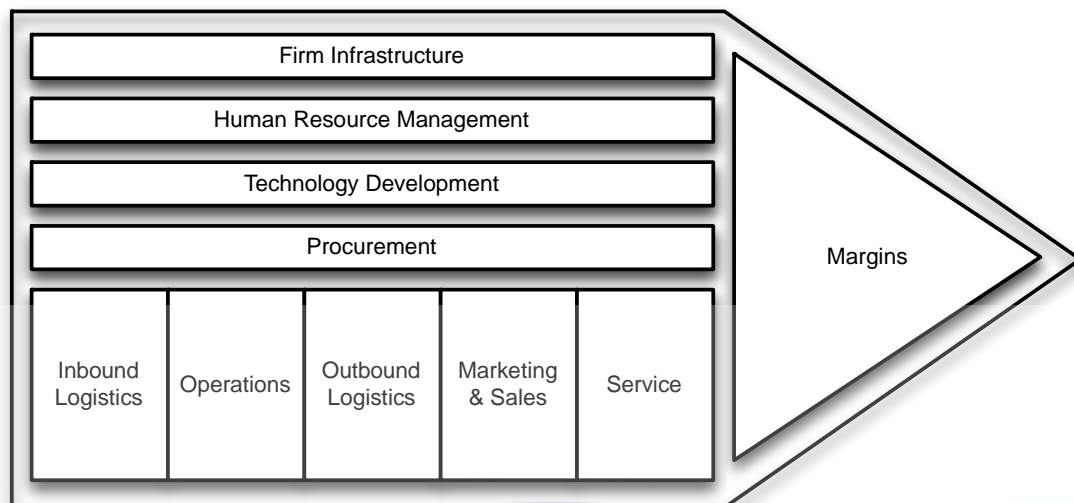 Firm Infrastructure
Human Resource Management
Technology Development
Procurement
Margins
Inbound
Logistics
Operations
Outbound
Logistics
Marketing
& Sales
Service